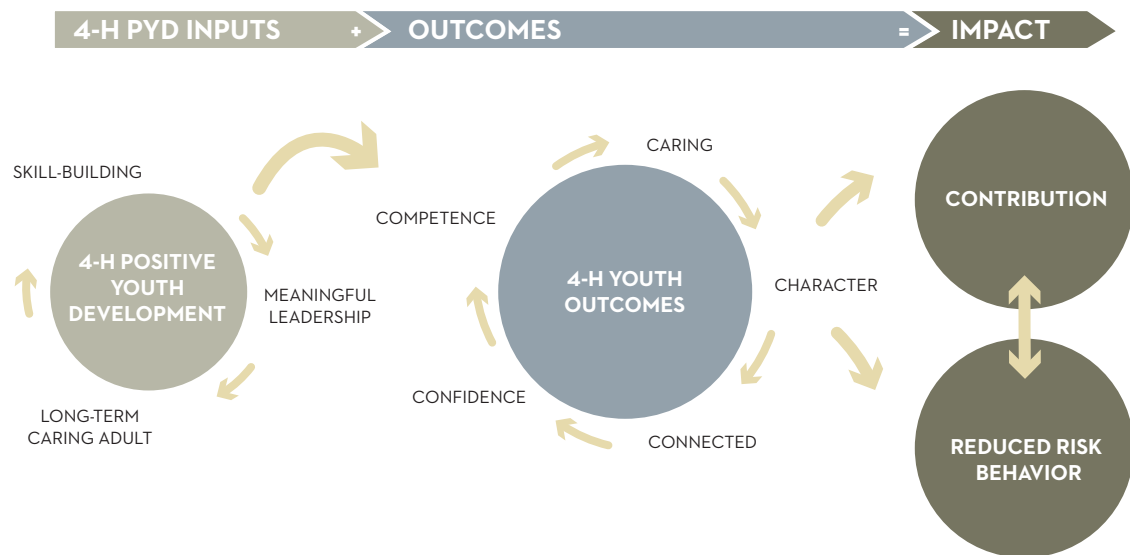 4-H PYD INPUTS + OUTCOMES = IMPACT
SKILL-BUILDING
4-H POSITIVE
YOUTH
DEVELOPMENT
MEANINGFUL
LEADERSHIP
LONG-TERM
CARING ADULT
CARING
COMPETENCE
4-H YOUTH
OUTCOMES
CHARACTER
CONFIDENCE
CONNECTED
CONTRIBUTION
REDUCED RISK
BEHAVIOR